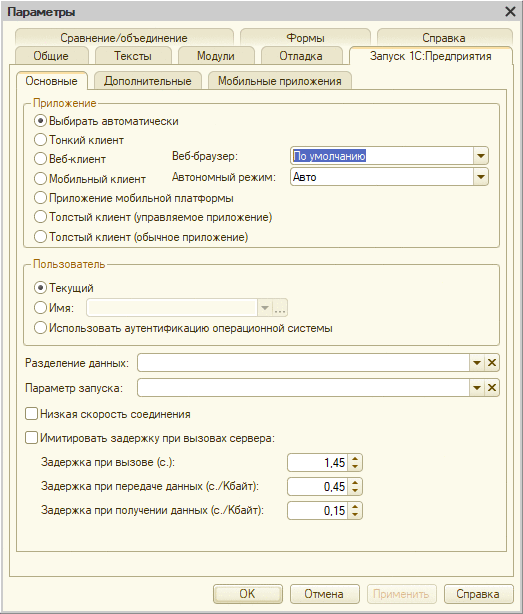 Параметры
Сравнение/объединение Формы Справка
Общие Тексты Модули Отладка Запуск 1С:Предприятия
Основные Дополнительные Мобильные приложения
Приложение
Выбирать автоматически
Тонкий клиент
Веб-клиент Веб-браузер: По умолчанию
Мобильный клиент Автономный режим: Авто
Приложение мобильной платформы
Толстый клиент (управляемое приложение)
Толстый клиент (обычное приложение)
Пользователь
Текущий
Имя: ...
Использовать аутентификацию операционной системы
Разделение данных:
Параметр запуска:
Низкая скорость соединения
Имитировать задержку при вызовах сервера:
Задержка при вызове (с.): 1,45
Задержка при передаче данных (с./Кбайт): 0,45
Задержка при получении данных (с./Кбайт): 0,15
OK Отмена Применить Справка